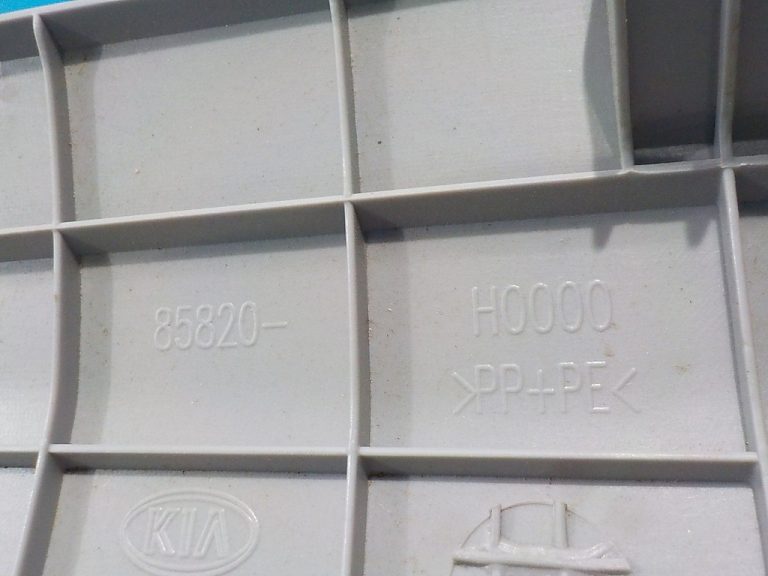 85820-
H0000
>PP+PE<
KIA